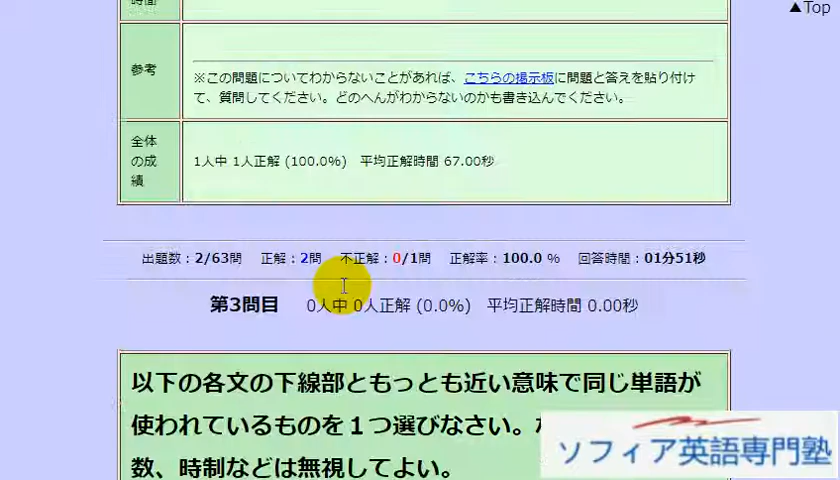 時間
▲Top
参考
※この問題についてわからないことがあれば、こちらの掲示板に問題と答えを貼り付け
て、質問してください。どのへんがわからないのかも書き込んでください。
全体
の成
績
1人中 1人正解 (100.0%) 平均正解時間 67.00秒
出題数：2/63問 正解：2問 不正解：0/1問 正解率：100.0 % 回答時間：01分51秒
第3問目 0人中 0人正解 (0.0%) 平均正解時間 0.00秒
以下の各文の下線部ともっとも近い意味で同じ単語が
使われているものを１つ選びなさい。
数、時制などは無視してよい。
ソフィア英語専門塾